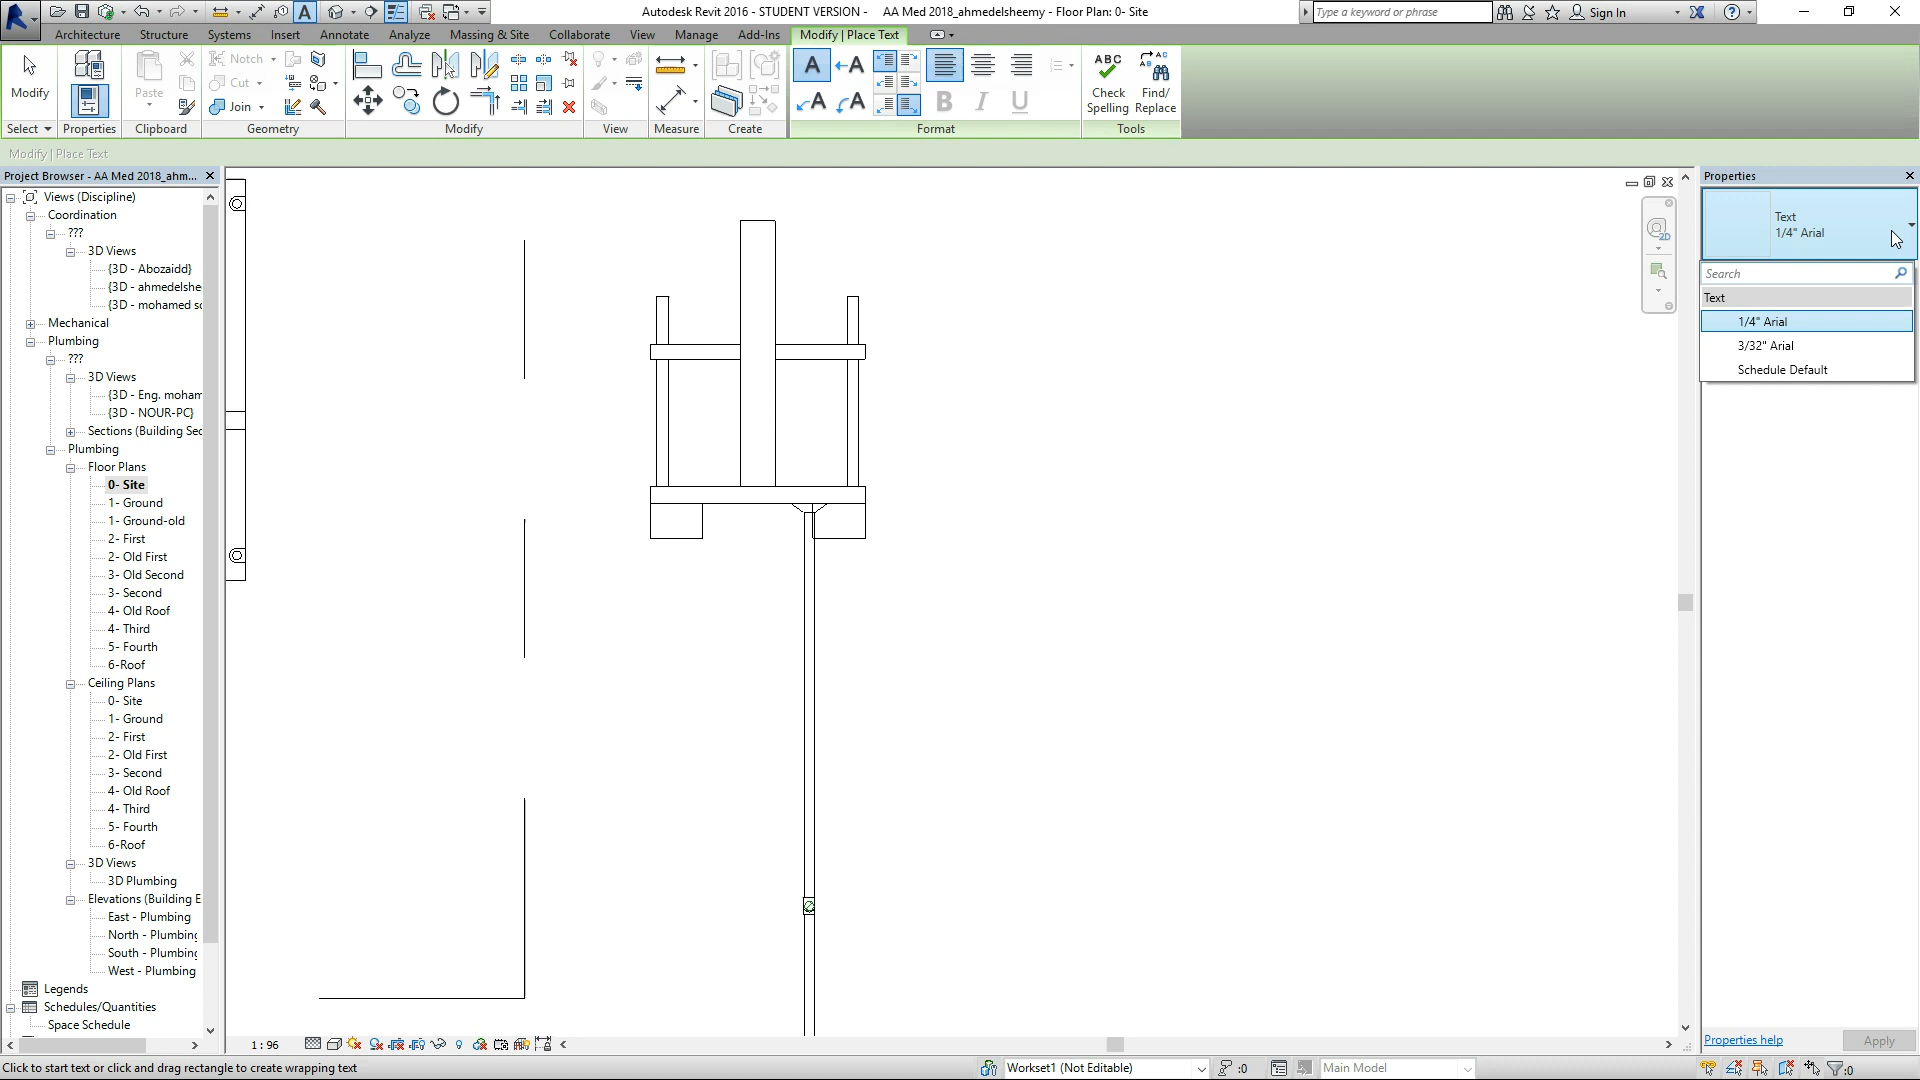 Autodesk Revit 2016 - STUDENT VERSION -    AA Med 2018_ahmedelsheemy - Floor Plan: 0- Site
Type a keyword or phrase
Sign In
Architecture
Structure
Systems
Insert
Annotate
Analyze
Massing & Site
Collaborate
View
Manage
Add-Ins
Modify | Place Text
Modify
Paste
Notch
Cut
Join
ABC
Check
Spelling
Find/
Replace
Select
Properties
Clipboard
Geometry
Modify
View
Measure
Create
Format
Tools
Modify | Place Text
Project Browser - AA Med 2018_ahm...
Views (Discipline)
Coordination
???
3D Views
{3D - Abozaidd}
{3D - ahmedelshe
{3D - mohamed sc
Mechanical
Plumbing
???
3D Views
{3D - Eng. moham
{3D - NOUR-PC}
Sections (Building Sec
Plumbing
Floor Plans
0- Site
1- Ground
1- Ground-old
2- First
2- Old First
3- Old Second
3- Second
4- Old Roof
4- Third
5- Fourth
6-Roof
Ceiling Plans
0- Site
1- Ground
2- First
2- Old First
3- Second
4- Old Roof
4- Third
5- Fourth
6-Roof
3D Views
3D Plumbing
Elevations (Building E
East - Plumbing
North - Plumbing
South - Plumbing
West - Plumbing
Legends
Schedules/Quantities
Space Schedule
Properties
Text
1/4" Arial
Search
Text
1/4" Arial
3/32" Arial
Schedule Default
Properties help
Apply
1 : 96
Click to start text or click and drag rectangle to create wrapping text
Workset1 (Not Editable)
:0
Main Model
:0